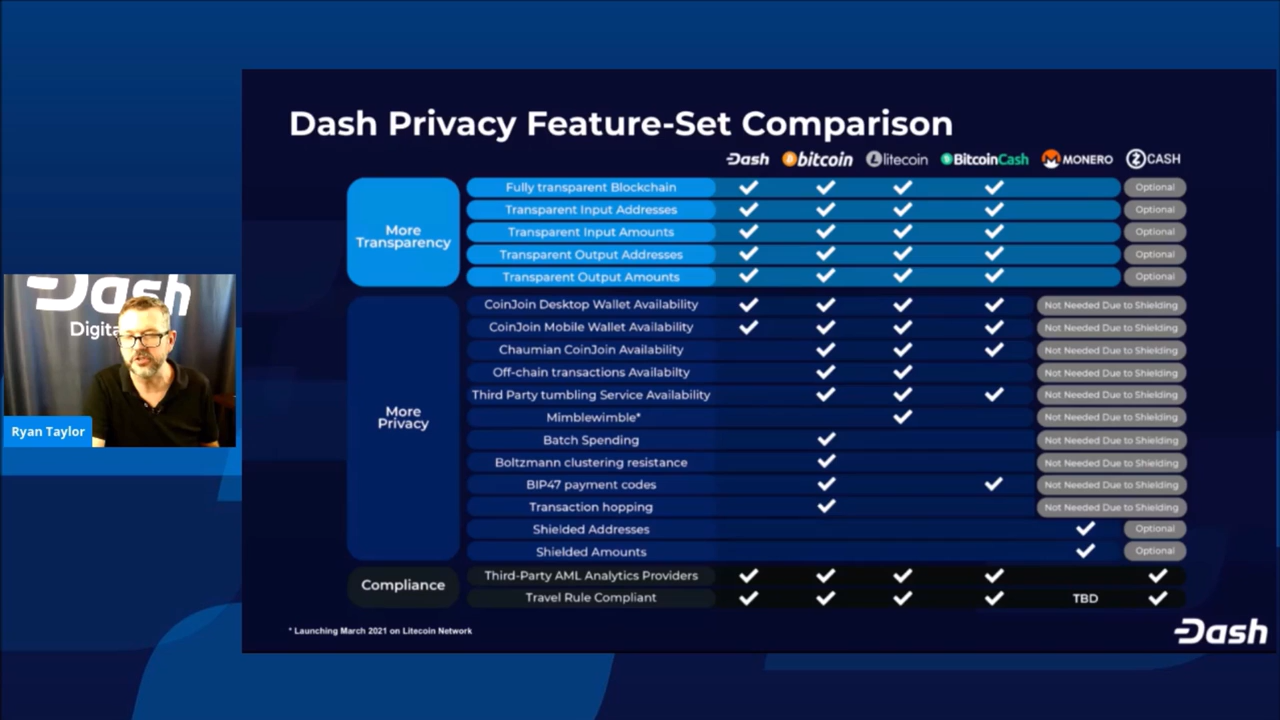 Dash Privacy Feature-Set Comparison
Dash bitcoin litecoin BitcoinCash MONERO ZCASH
More Transparency
Fully transparent Blockchain Optional
Transparent Input Addresses Optional
Transparent Input Amounts Optional
Transparent Output Addresses Optional
Transparent Output Amounts Optional
More Privacy
CoinJoin Desktop Wallet Availability Not Needed Due to Shielding
CoinJoin Mobile Wallet Availability Not Needed Due to Shielding
Chaumian CoinJoin Availability Not Needed Due to Shielding
Off-chain transactions Availabilty Not Needed Due to Shielding
Third Party tumbling Service Availability Not Needed Due to Shielding
Mimblewimble* Not Needed Due to Shielding
Batch Spending Not Needed Due to Shielding
Boltzmann clustering resistance Not Needed Due to Shielding
BIP47 payment codes Not Needed Due to Shielding
Transaction hopping Not Needed Due to Shielding
Shielded Addresses Optional
Shielded Amounts Optional
Compliance
Third-Party AML Analytics Providers
Travel Rule Compliant TBD
* Launching March 2021 on Litecoin Network
Dash
Dash
Digita
Ryan Taylor